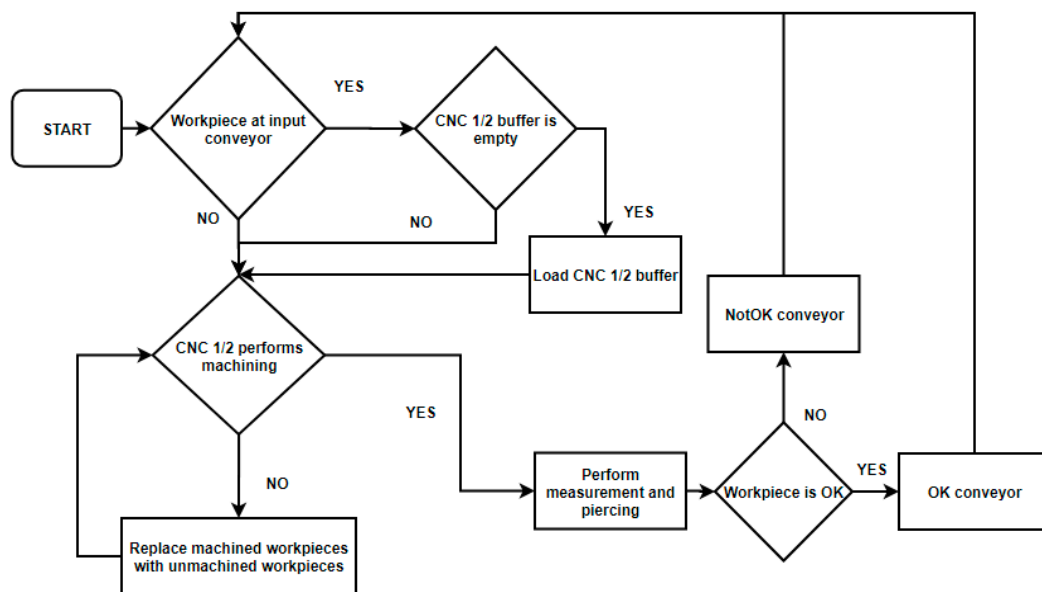 START
Workpiece at input
conveyor
YES
CNC 1/2 buffer is
empty
NO
NO
YES
Load CNC 1/2 buffer
CNC 1/2 performs
machining
YES
NO
Replace machined workpieces
with unmachined workpieces
Perform
measurement and
piercing
Workpiece is OK
NO
NotOK conveyor
YES
OK conveyor